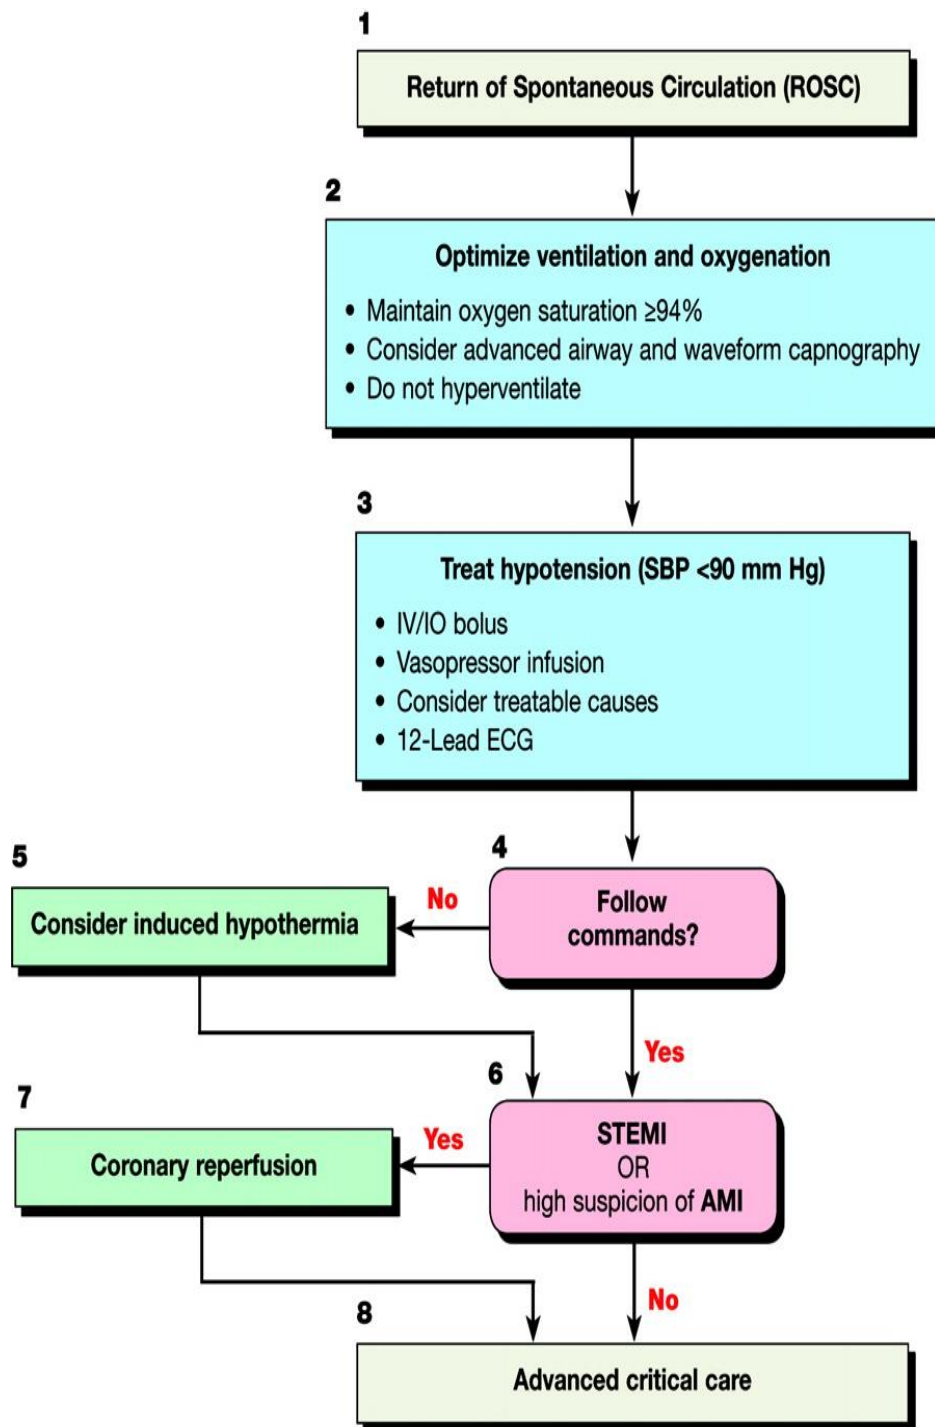 1
Return of Spontaneous Circulation (ROSC)
2
Optimize ventilation and oxygenation
• Maintain oxygen saturation ≥94%
• Consider advanced airway and waveform capnography
• Do not hyperventilate
3
Treat hypotension (SBP <90 mm Hg)
• IV/IO bolus
• Vasopressor infusion
• Consider treatable causes
• 12-Lead ECG
4
Follow
commands?
No
5
Consider induced hypothermia
Yes
6
STEMI
OR
high suspicion of AMI
Yes
7
Coronary reperfusion
No
8
Advanced critical care